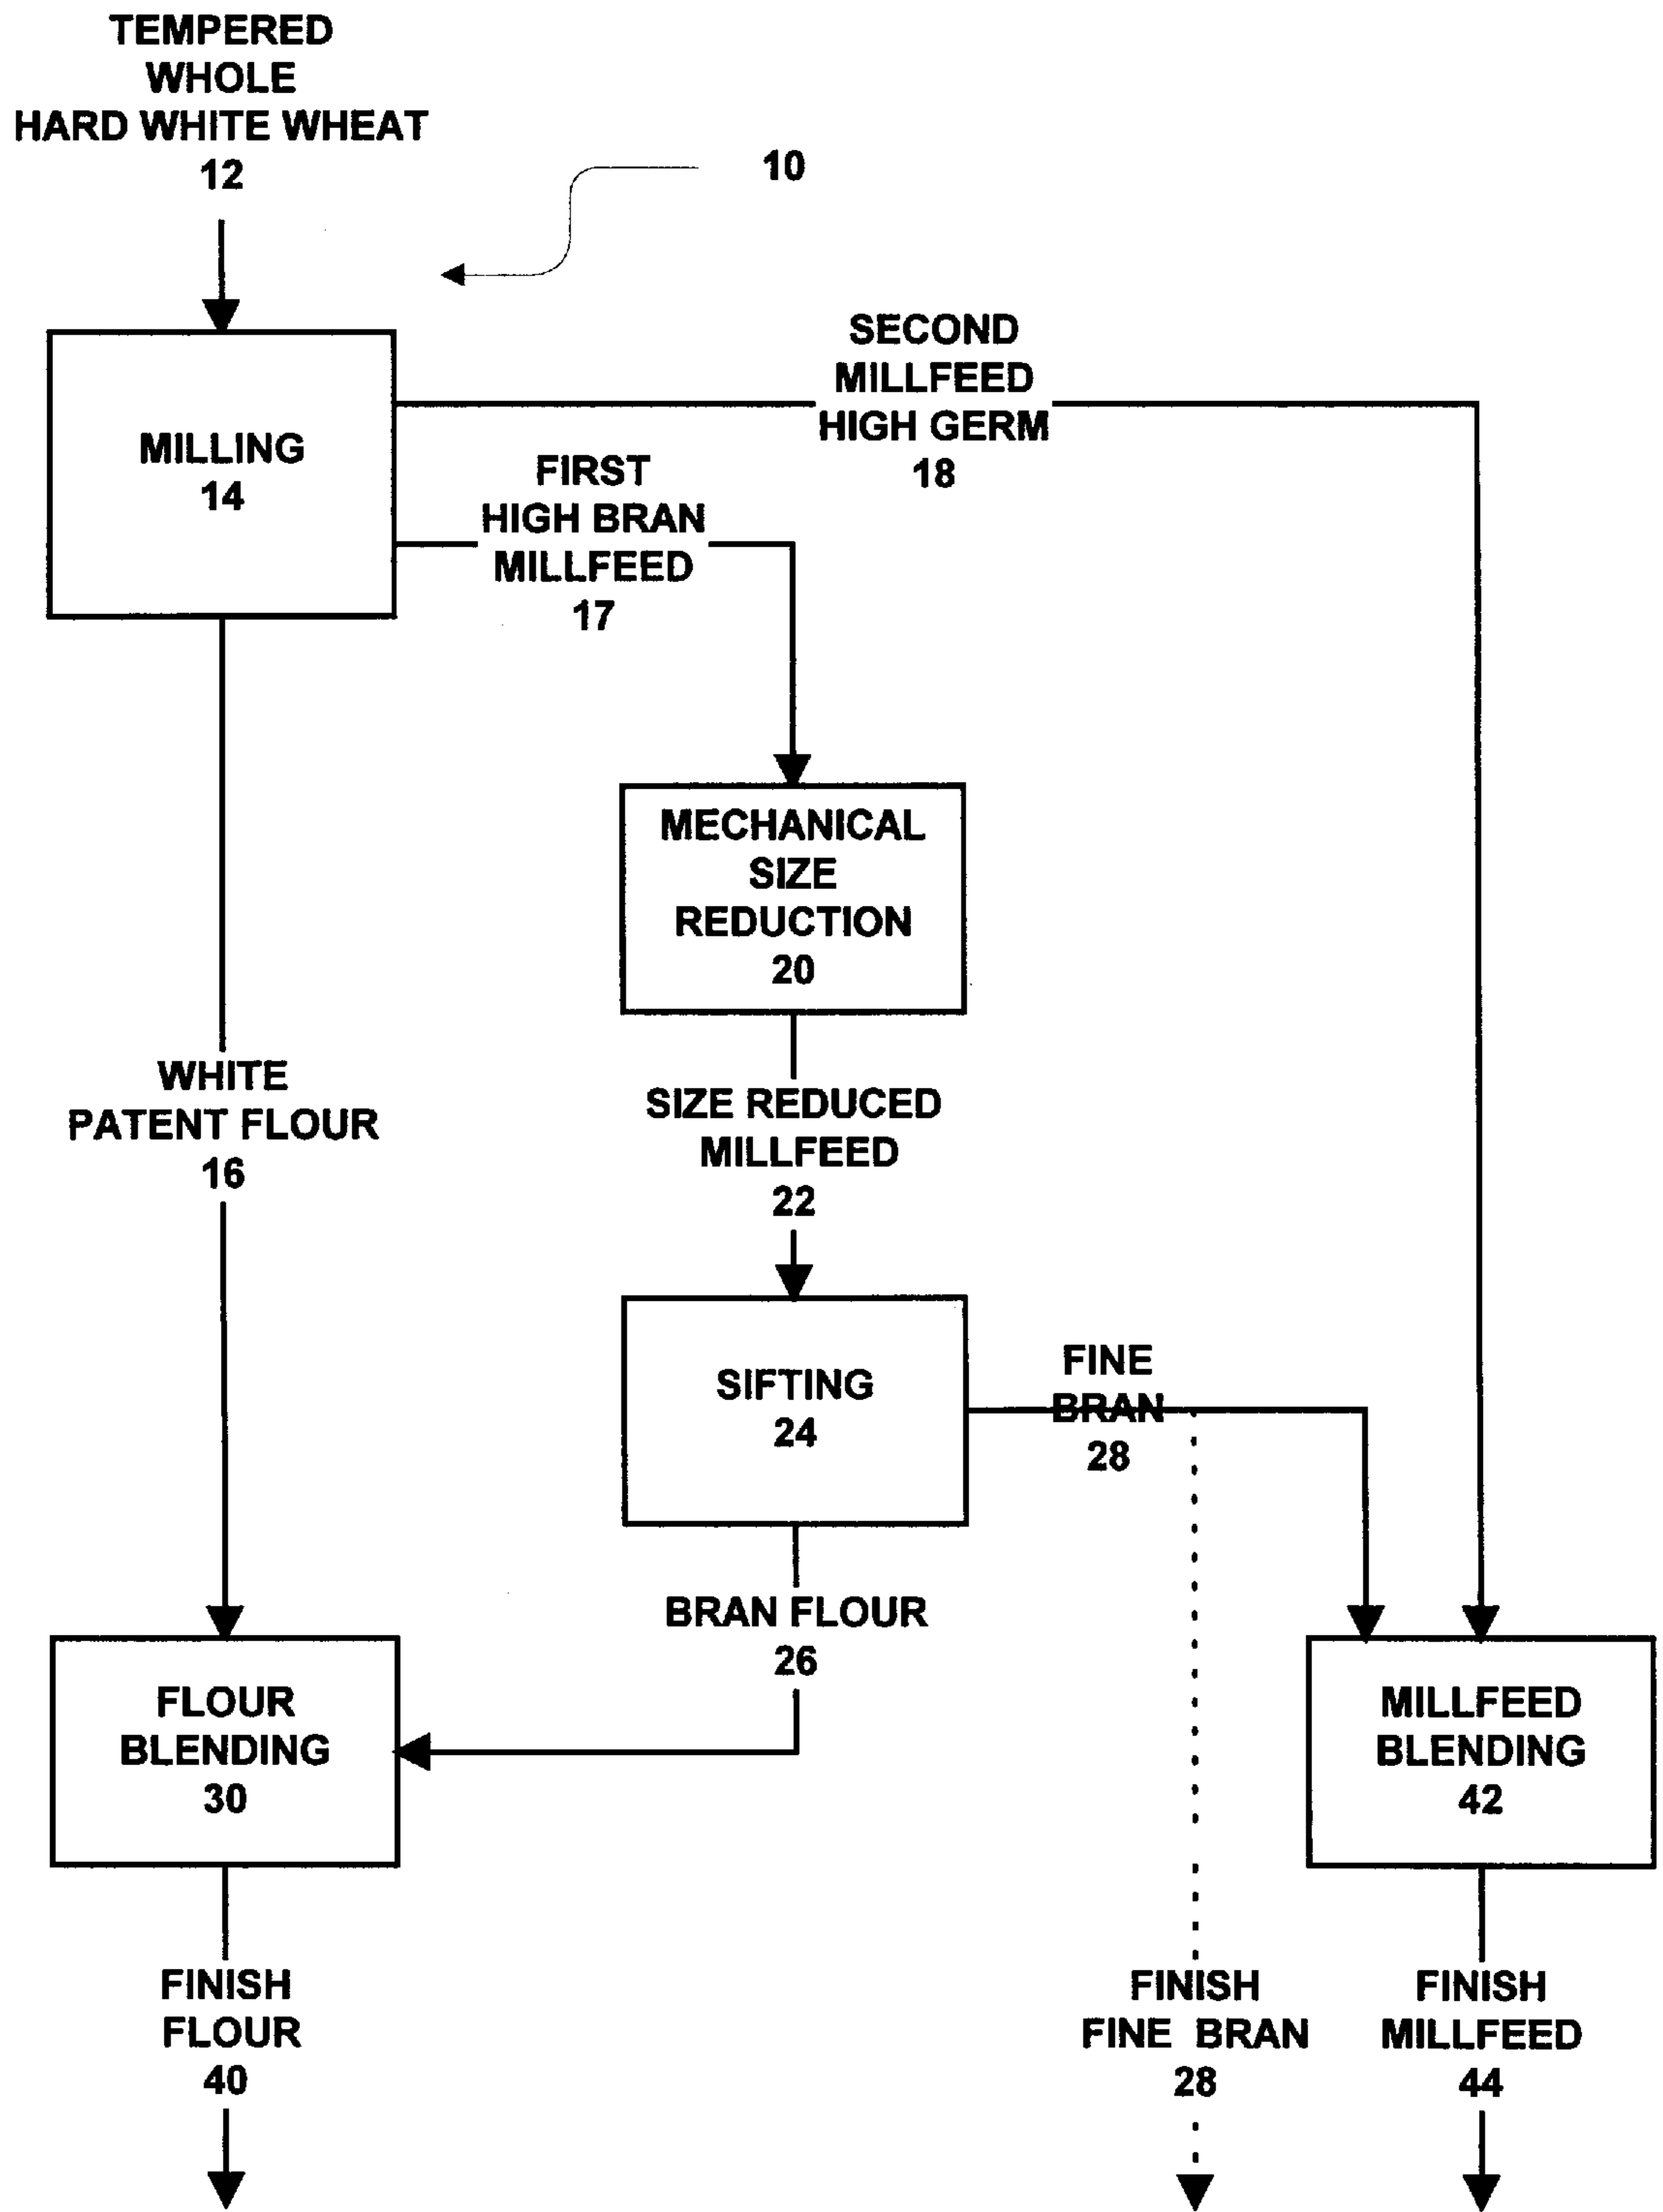 TEMPERED
WHOLE
HARD WHITE WHEAT
12
10
MILLING
14
SECOND
MILLFEED
HIGH GERM
18
FIRST
HIGH BRAN
MILLFEED
17
MECHANICAL
SIZE
REDUCTION
20
WHITE
PATENT FLOUR
16
SIZE REDUCED
MILLFEED
22
SIFTING
24
FINE
BRAN
28
BRAN FLOUR
26
FLOUR
BLENDING
30
MILLFEED
BLENDING
42
FINISH
FLOUR
40
FINISH
FINE BRAN
28
FINISH
MILLFEED
44